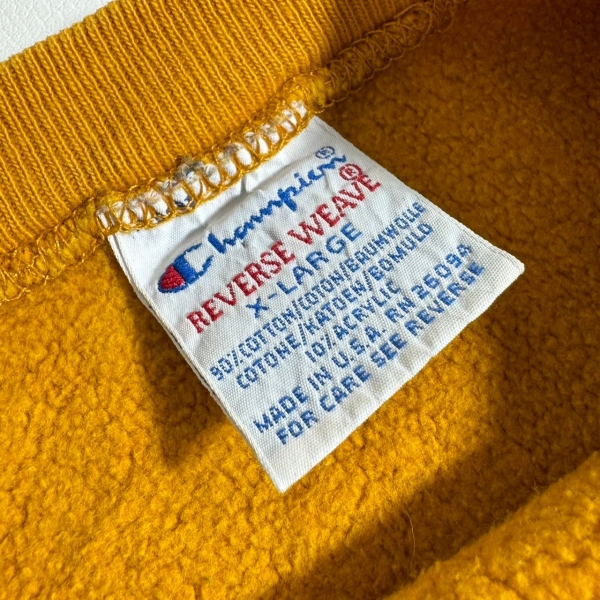 Champion®
REVERSE WEAVE®
X-LARGE
90%COTTON/COTON/BAUMWOLLE
COTONE/KATOEN/BOMULD
10%ACRYLIC
MADE IN U.S.A. RN 26094
FOR CARE SEE REVERSE